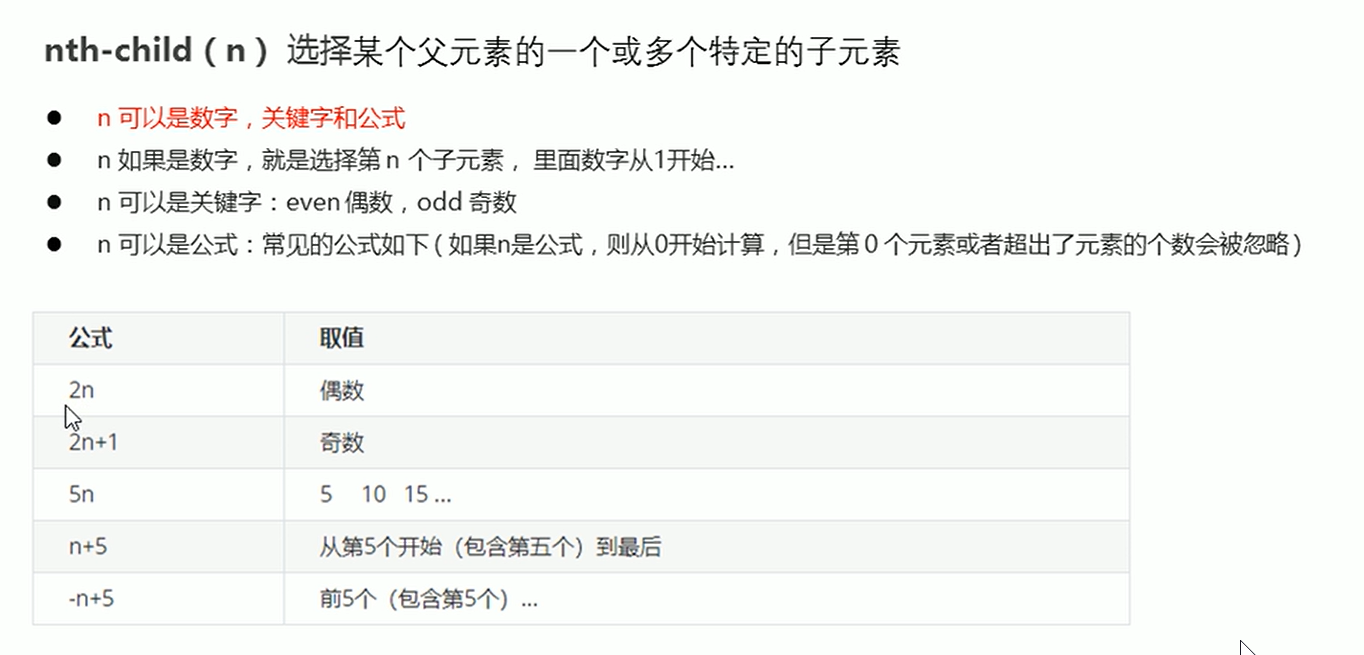 nth-child（n） 选择某个父元素的一个或多个特定的子元素
● n 可以是数字，关键字和公式
● n 如果是数字，就是选择第 n 个子元素， 里面数字从1开始…
● n 可以是关键字：even 偶数，odd 奇数
● n 可以是公式：常见的公式如下 ( 如果n是公式，则从0开始计算，但是第 0 个元素或者超出了元素的个数会被忽略 )
公式 取值
2n 偶数
2n+1 奇数
5n 5 10 15 ...
n+5 从第5个开始（包含第五个）到最后
-n+5 前5个（包含第5个）...